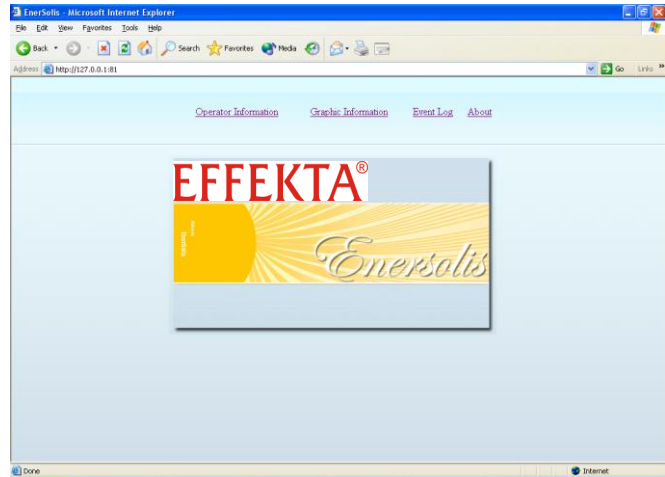 EnerSolis - Microsoft Internet Explorer
File Edit View Favorites Tools Help
Back Search Favorites Media
Address http://127.0.0.1:81 Go Links »
Operator Information Graphic Information Event Log About
EFFEKTA®
Enersolis
Done Internet